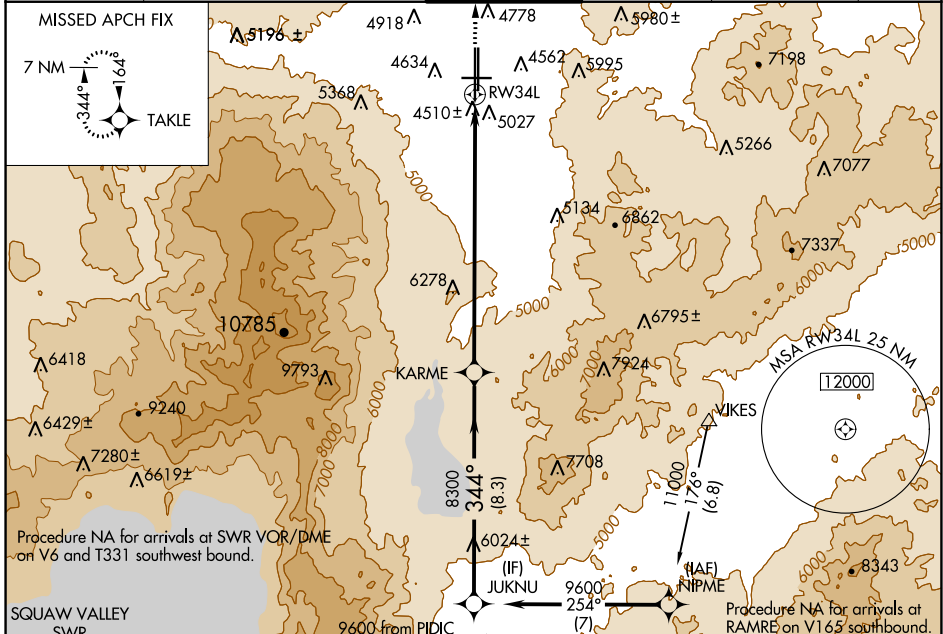 MISSED APCH FIX
7 NM
344°
164°
TAKLE
5196 ±
4918
4778
5980±
4634
4562
5995
7198
5368
RW34L
4510±
5027
5266
7077
5000
5134
6862
7337
5000
6000
6278
5000
6795±
10785
MSA RW34L 25 NM
12000
6418
9793
KARME
7924
6000
7000
VIKES
9240
6429±
7280±
6619±
8000
7000
8300
344°
(8.3)
7708
11000
176°
(6.8)
5000
Procedure NA for arrivals at SWR VOR/DME
on V6 and T331 southwest bound.
6024±
5000
6000
8343
(IF)
JUKNU
9600
254°
(7)
(IAF)
NIPME
SQUAW VALLEY
SWR
9600 from PIDIC
Procedure NA for arrivals at
RAMRE on V165 southbound.